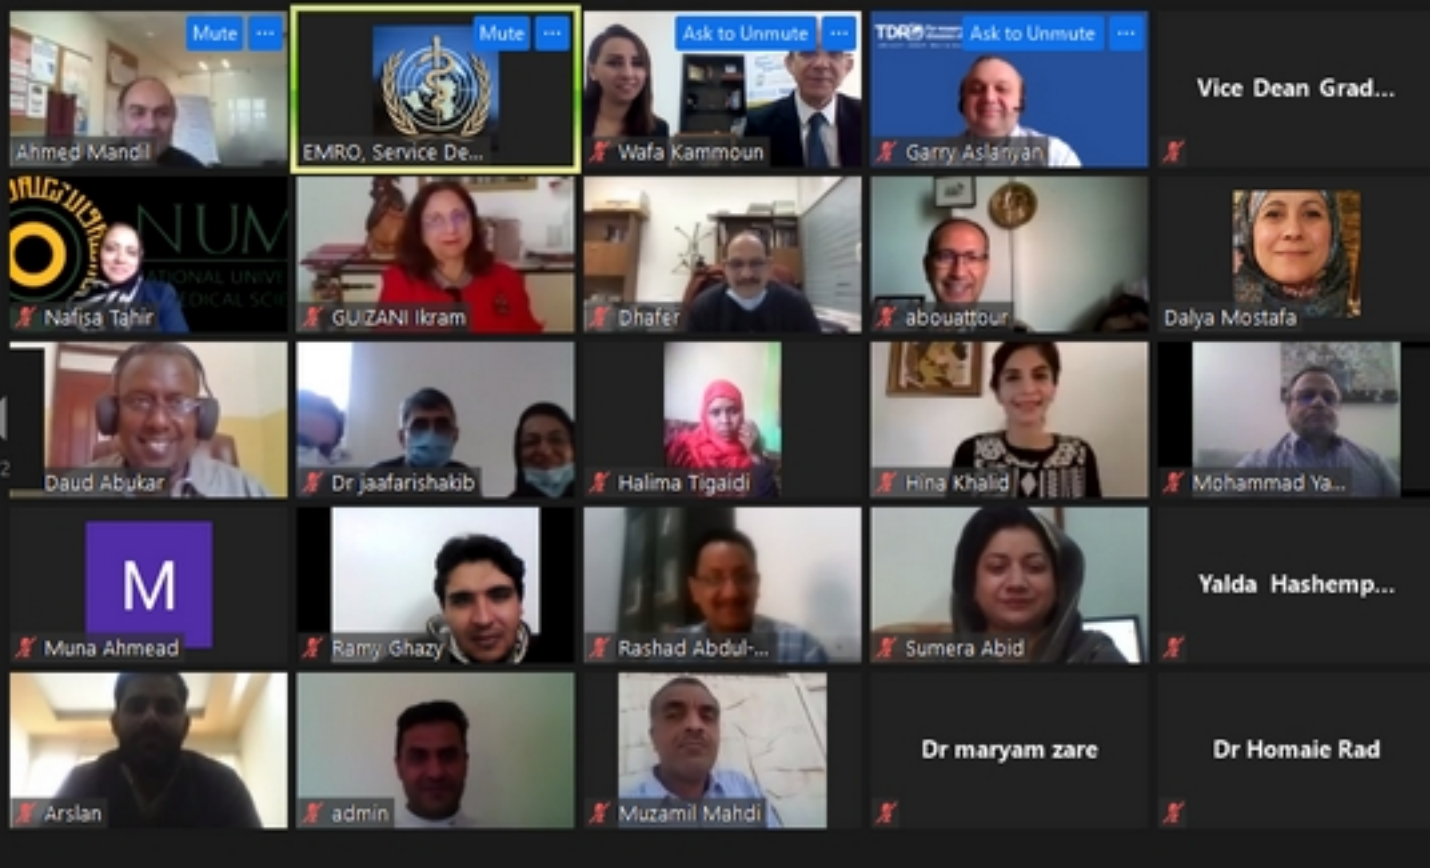 Mute
Ahmed Mandil
Mute
EMRO, Service De...
Ask to Unmute
Wafa Kammoun
TDR
Ask to Unmute
Garry Aslanyan
Vice Dean Grad...
NUM
Nafisa Tahir
GUIZANI Ikram
Dhafer
abouattour
Dalya Mostafa
2
Daud Abukar
Dr jaafarishakib
Halima Tigaidi
Hina Khalid
Mohammad Ya...
M
Muna Ahmead
Ramy Ghazy
Rashad Abdul-...
Sumera Abid
Yalda Hashemp...
Arslan
admin
Muzamil Mahdi
Dr maryam zare
Dr Homaie Rad